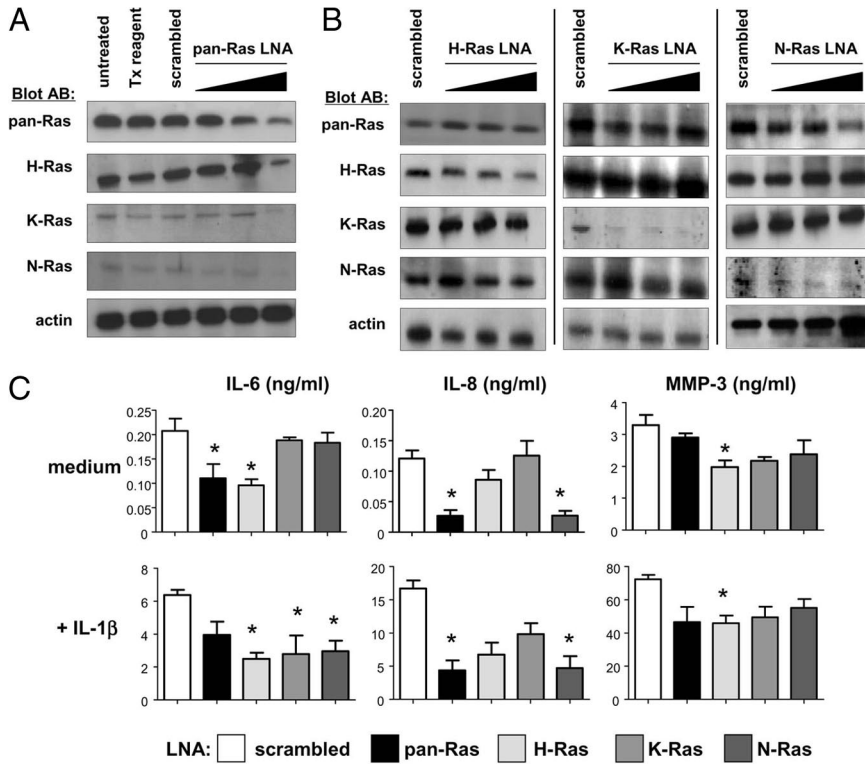 A
untreated
Tx reagent
scrambled
pan-Ras LNA
Blot AB:
pan-Ras
H-Ras
K-Ras
N-Ras
actin
B
scrambled
H-Ras LNA
scrambled
K-Ras LNA
scrambled
N-Ras LNA
Blot AB:
pan-Ras
H-Ras
K-Ras
N-Ras
actin
C
IL-6 (ng/ml)
IL-8 (ng/ml)
MMP-3 (ng/ml)
medium
0.25
0.20
0.15
0.10
0.05
0
* *
0.20
0.15
0.10
0.05
0
* *
4
3
2
1
0
*
+ IL-1β
8
6
4
2
0
* * *
20
15
10
5
0
* *
80
60
40
20
0
*
LNA: scrambled pan-Ras H-Ras K-Ras N-Ras